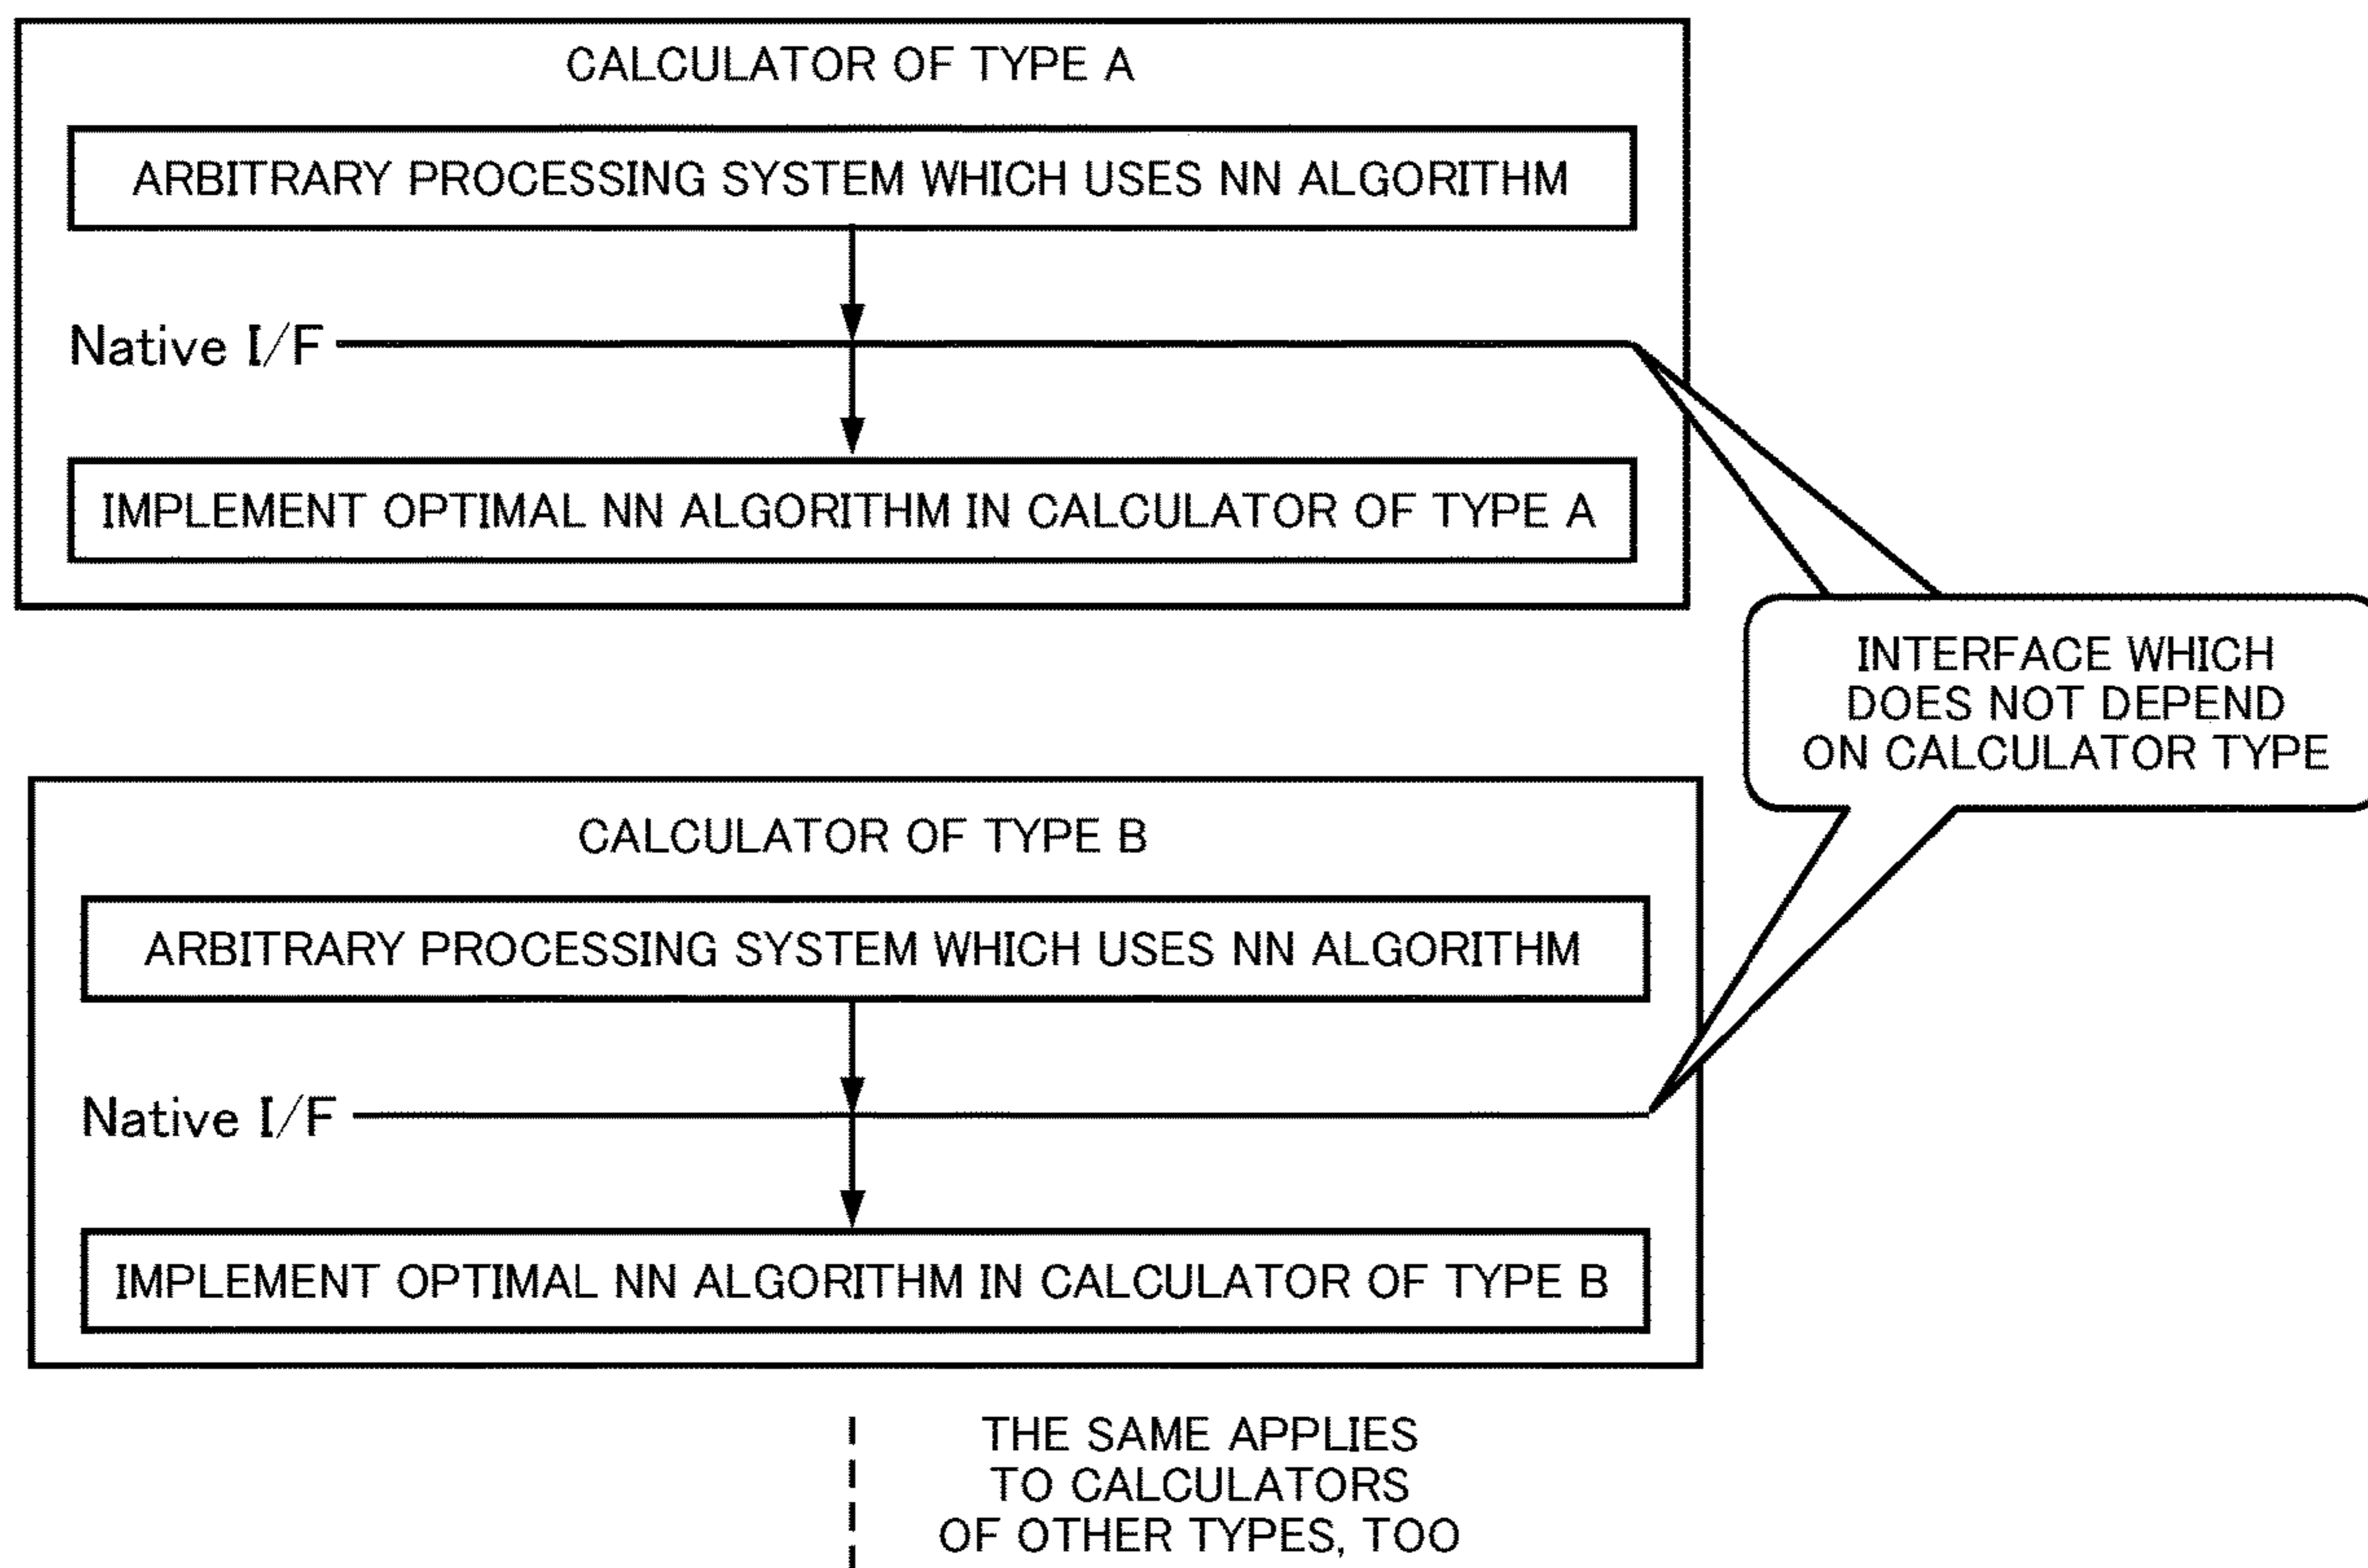 CALCULATOR OF TYPE A
ARBITRARY PROCESSING SYSTEM WHICH USES NN ALGORITHM
Native I/F
IMPLEMENT OPTIMAL NN ALGORITHM IN CALCULATOR OF TYPE A
INTERFACE WHICH
DOES NOT DEPEND
ON CALCULATOR TYPE
CALCULATOR OF TYPE B
ARBITRARY PROCESSING SYSTEM WHICH USES NN ALGORITHM
Native I/F
IMPLEMENT OPTIMAL NN ALGORITHM IN CALCULATOR OF TYPE B
THE SAME APPLIES
TO CALCULATORS
OF OTHER TYPES, TOO